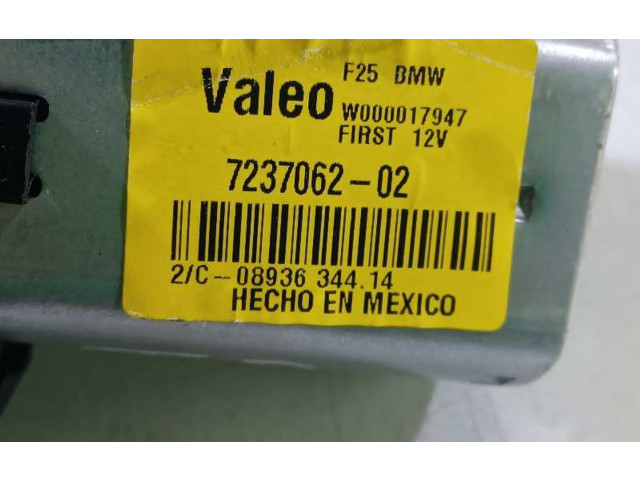 F25 BMW
Valeo W000017947
FIRST 12V
7237062-02
2/C-08936 344.14
HECHO EN MEXICO